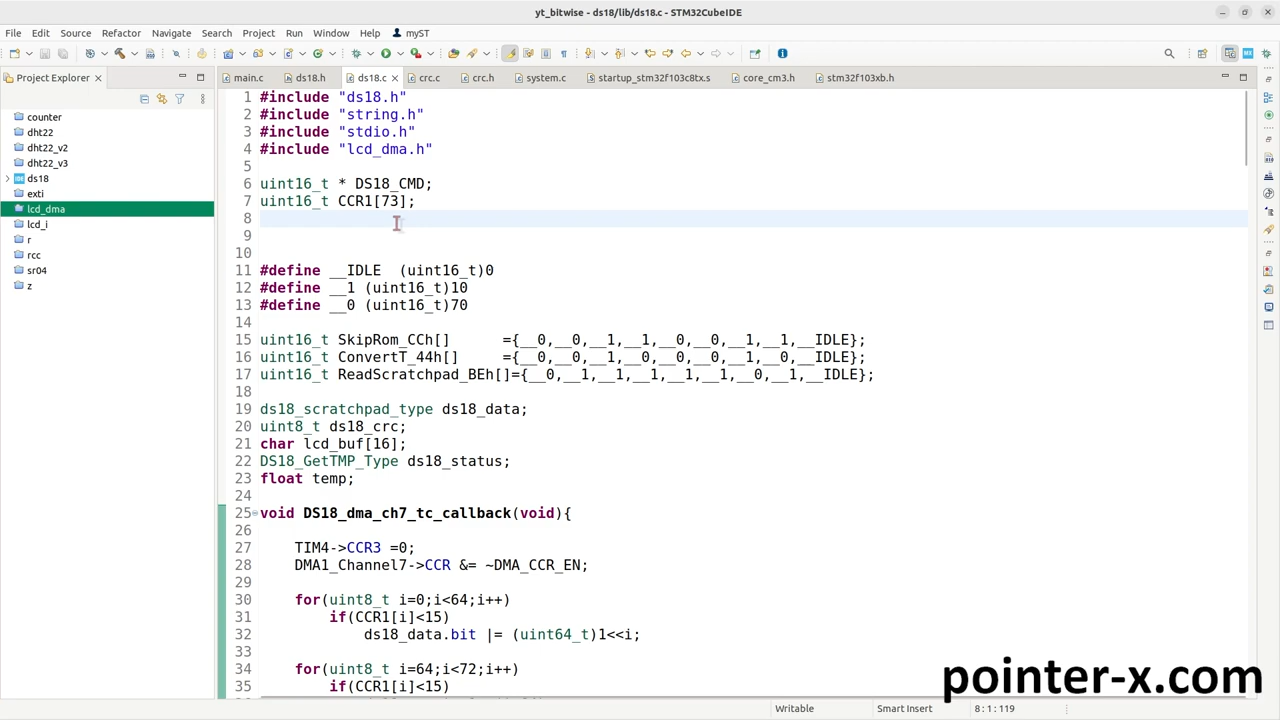 yt_bitwise - ds18/lib/ds18.c - STM32CubeIDE
File Edit Source Refactor Navigate Search Project Run Window Help myST
Project Explorer
main.c ds18.h ds18.c crc.c crc.h system.c startup_stm32f103c8tx.s core_cm3.h stm32f103xb.h
counter
dht22
dht22_v2
dht22_v3
ds18
exti
lcd_dma
lcd_i
r
rcc
sr04
z
1 #include "ds18.h"
2 #include "string.h"
3 #include "stdio.h"
4 #include "lcd_dma.h"
5
6 uint16_t * DS18_CMD;
7 uint16_t CCR1[73];
8
9
10
11 #define __IDLE  (uint16_t)0
12 #define __1 (uint16_t)10
13 #define __0 (uint16_t)70
14
15 uint16_t SkipRom_CCh[]      ={__0,__0,__1,__1,__0,__0,__1,__1,__IDLE};
16 uint16_t ConvertT_44h[]     ={__0,__0,__1,__0,__0,__0,__1,__0,__IDLE};
17 uint16_t ReadScratchpad_BEh[]={__0,__1,__1,__1,__1,__1,__0,__1,__IDLE};
18
19 ds18_scratchpad_type ds18_data;
20 uint8_t ds18_crc;
21 char lcd_buf[16];
22 DS18_GetTMP_Type ds18_status;
23 float temp;
24
25 void DS18_dma_ch7_tc_callback(void){
26
27     TIM4->CCR3 =0;
28     DMA1_Channel7->CCR &= ~DMA_CCR_EN;
29
30     for(uint8_t i=0;i<64;i++)
31         if(CCR1[i]<15)
32             ds18_data.bit |= (uint64_t)1<<i;
33
34     for(uint8_t i=64;i<72;i++)
35         if(CCR1[i]<15)
pointer-x.com
Writable Smart Insert 8 : 1 : 119